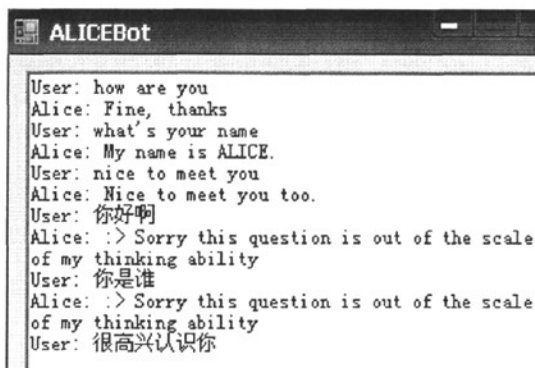 ALICEBot
User: how are you
Alice: Fine, thanks
User: what's your name
Alice: My name is ALICE.
User: nice to meet you
Alice: Nice to meet you too.
User: 你好啊
Alice: :> Sorry this question is out of the scale
of my thinking ability
User: 你是谁
Alice: :> Sorry this question is out of the scale
of my thinking ability
User: 很高兴认识你